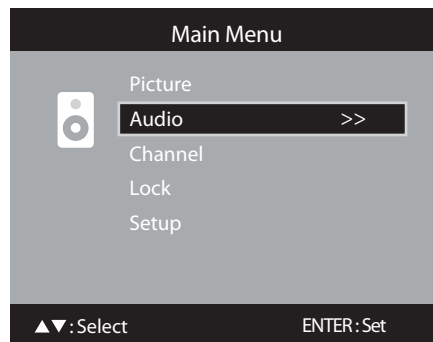 Main Menu
Picture
Audio >>
Channel
Lock
Setup
▲▼: Select ENTER: Set